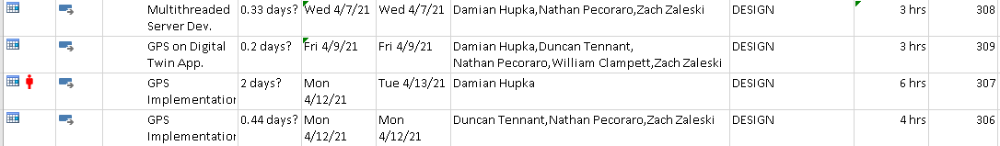 Multithreaded Server Dev. 0.33 days? Wed 4/7/21 Wed 4/7/21 Damian Hupka,Nathan Pecoraro,Zach Zaleski DESIGN 3 hrs 308
GPS on Digital Twin App. 0.2 days? Fri 4/9/21 Fri 4/9/21 Damian Hupka,Duncan Tennant, Nathan Pecoraro,William Clampett,Zach Zaleski DESIGN 3 hrs 309
GPS Implementation 2 days? Mon 4/12/21 Tue 4/13/21 Damian Hupka DESIGN 6 hrs 307
GPS Implementation 0.44 days? Mon 4/12/21 Mon 4/12/21 Duncan Tennant,Nathan Pecoraro,Zach Zaleski DESIGN 4 hrs 306